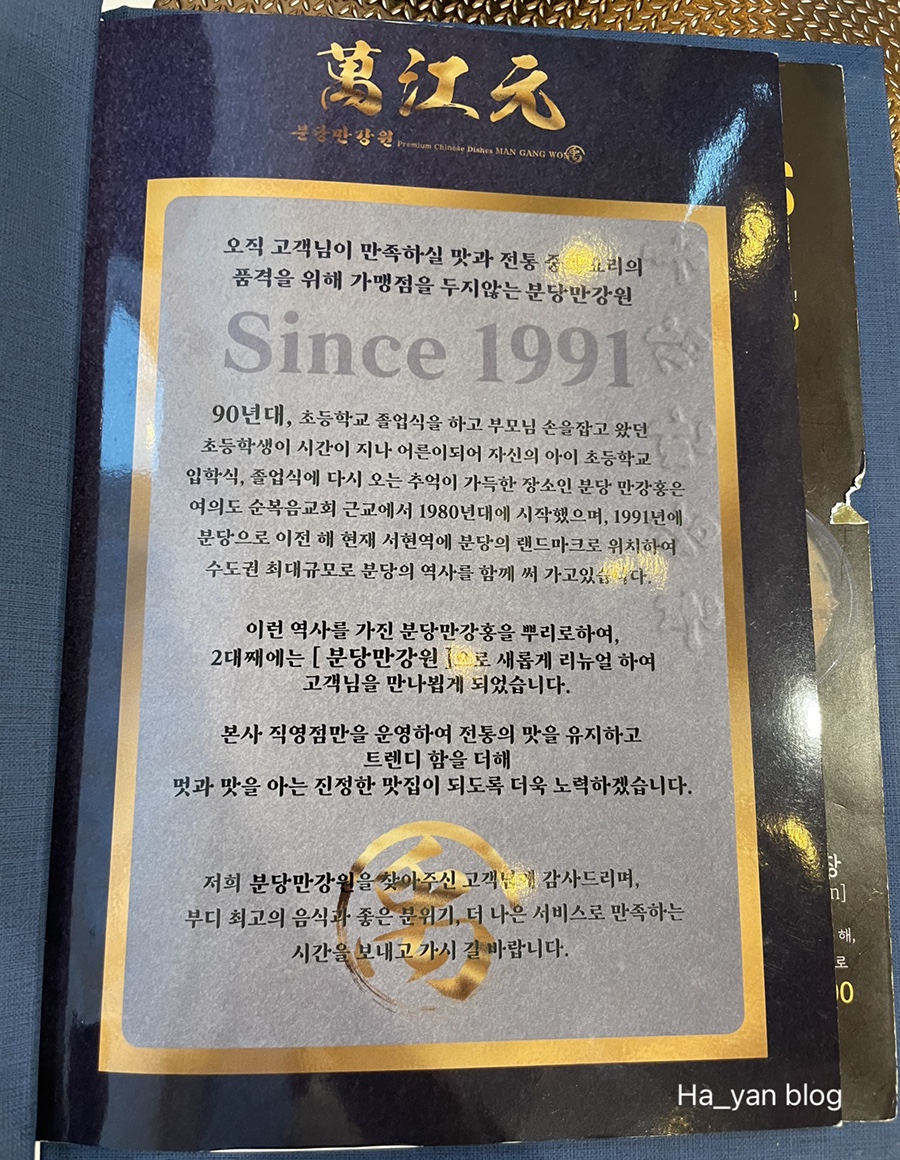 萬江元
분당만강원 Premium Chinese Dishes MAN GANG WON
오직 고객님이 만족하실 맛과 전통 요리의
품격을 위해 가맹점을 두지않는 분당만강원
Since 1991
90년대, 초등학교 졸업식을 하고 부모님 손을잡고 왔던
초등학생이 시간이 지나 어른이되어 자신의 아이 초등학교
입학식, 졸업식에 다시 오는 추억이 가득한 장소인 분당 만강홍은
여의도 순복음교회 근교에서 1980년대에 시작했으며, 1991년에
분당으로 이전 해 현재 서현역에 분당의 랜드마크로 위치하여
수도권 최대규모로 분당의 역사를 함께 써 가고있습니다.
이런 역사를 가진 분당만강홍을 뿌리로하여,
2대째에는 [ 분당만강원 ]으로 새롭게 리뉴얼 하여
고객님을 만나뵙게 되었습니다.
본사 직영점만을 운영하여 전통의 맛을 유지하고
트렌디 함을 더해
멋과 맛을 아는 진정한 맛집이 되도록 더욱 노력하겠습니다.
萬
저희 분당만강원을 찾아주신 고객님께 감사드리며,
부디 최고의 음식과 좋은 분위기, 더 나은 서비스로 만족하는
시간을 보내고 가시 길 바랍니다.
해,
로
Ha_yan blog